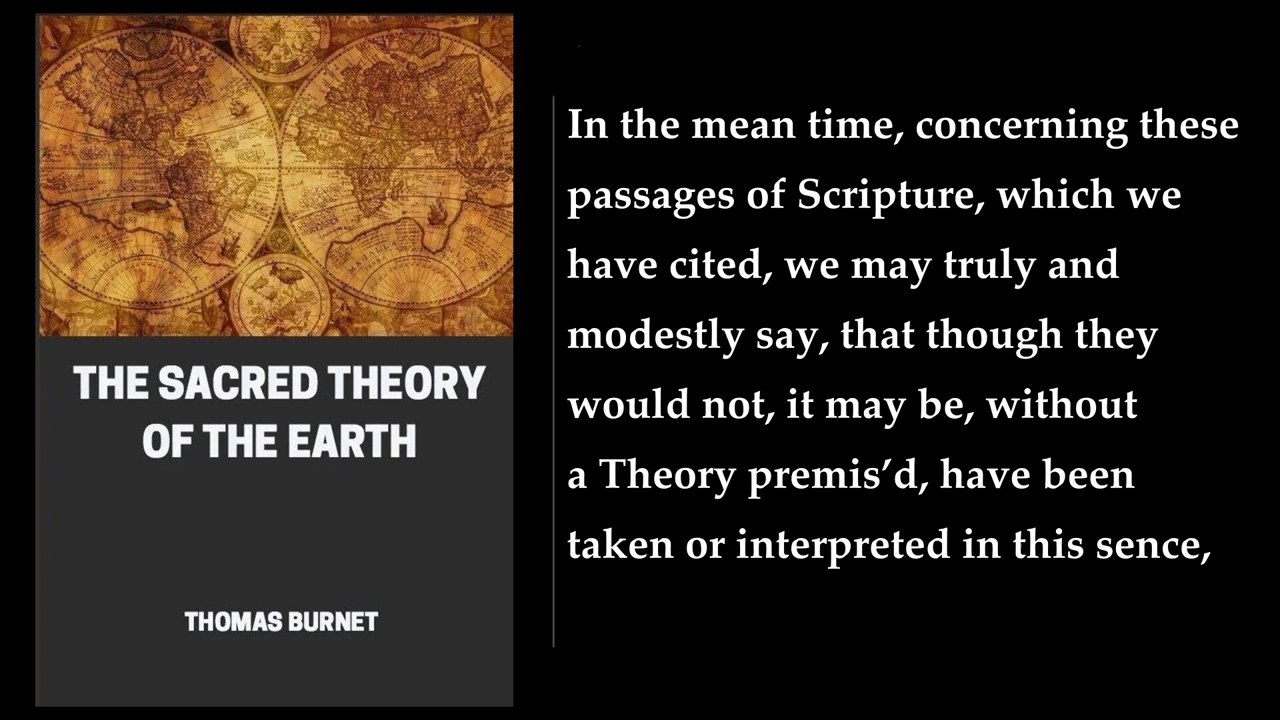 THE SACRED THEORY
OF THE EARTH
THOMAS BURNET
In the mean time, concerning these
passages of Scripture, which we
have cited, we may truly and
modestly say, that though they
would not, it may be, without
a Theory premis’d, have been
taken or interpreted in this sence,